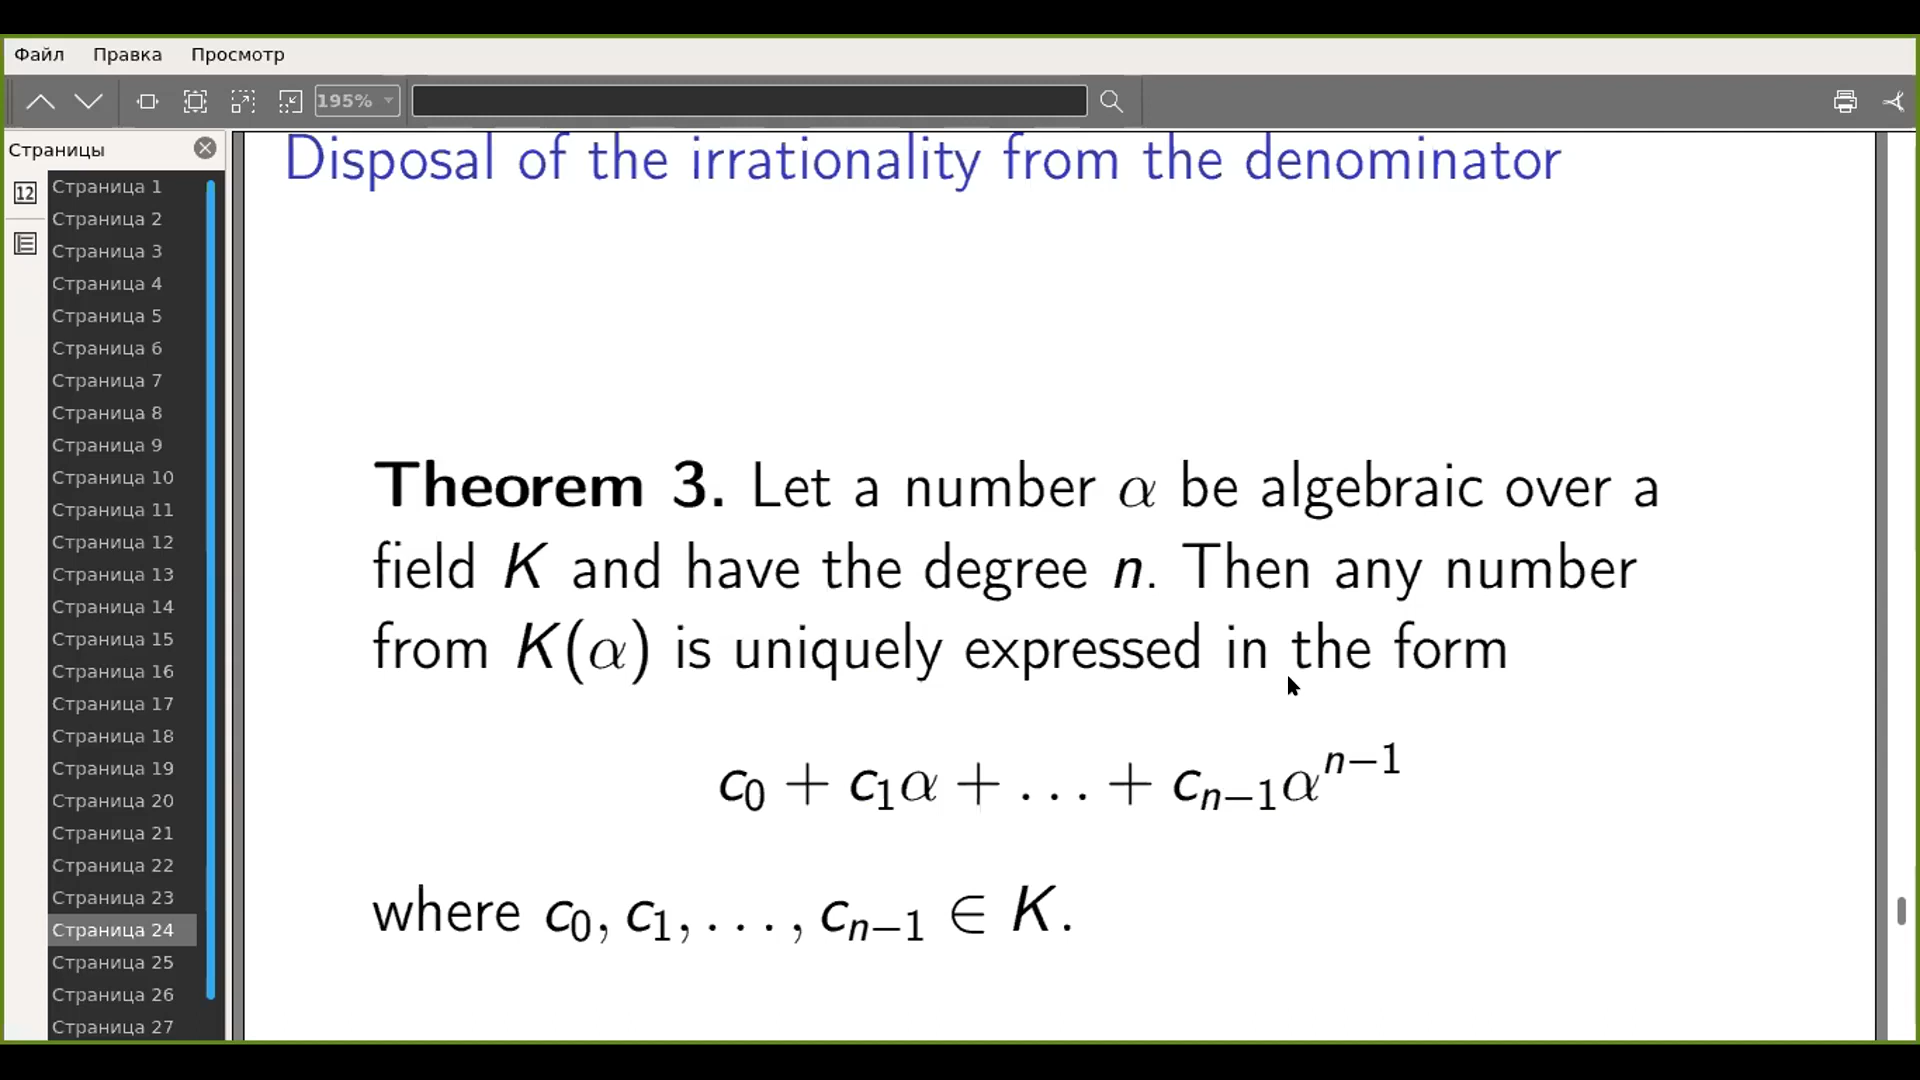 Файл Правка Просмотр
195%
Страницы
12
Страница 1
Страница 2
Страница 3
Страница 4
Страница 5
Страница 6
Страница 7
Страница 8
Страница 9
Страница 10
Страница 11
Страница 12
Страница 13
Страница 14
Страница 15
Страница 16
Страница 17
Страница 18
Страница 19
Страница 20
Страница 21
Страница 22
Страница 23
Страница 24
Страница 25
Страница 26
Страница 27
Disposal of the irrationality from the denominator
Theorem 3. Let a number α be algebraic over a
field K and have the degree n. Then any number
from K(α) is uniquely expressed in the form
c₀ + c₁α + . . . + cₙ₋₁αⁿ⁻¹
where c₀, c₁, . . . , cₙ₋₁ ∈ K.